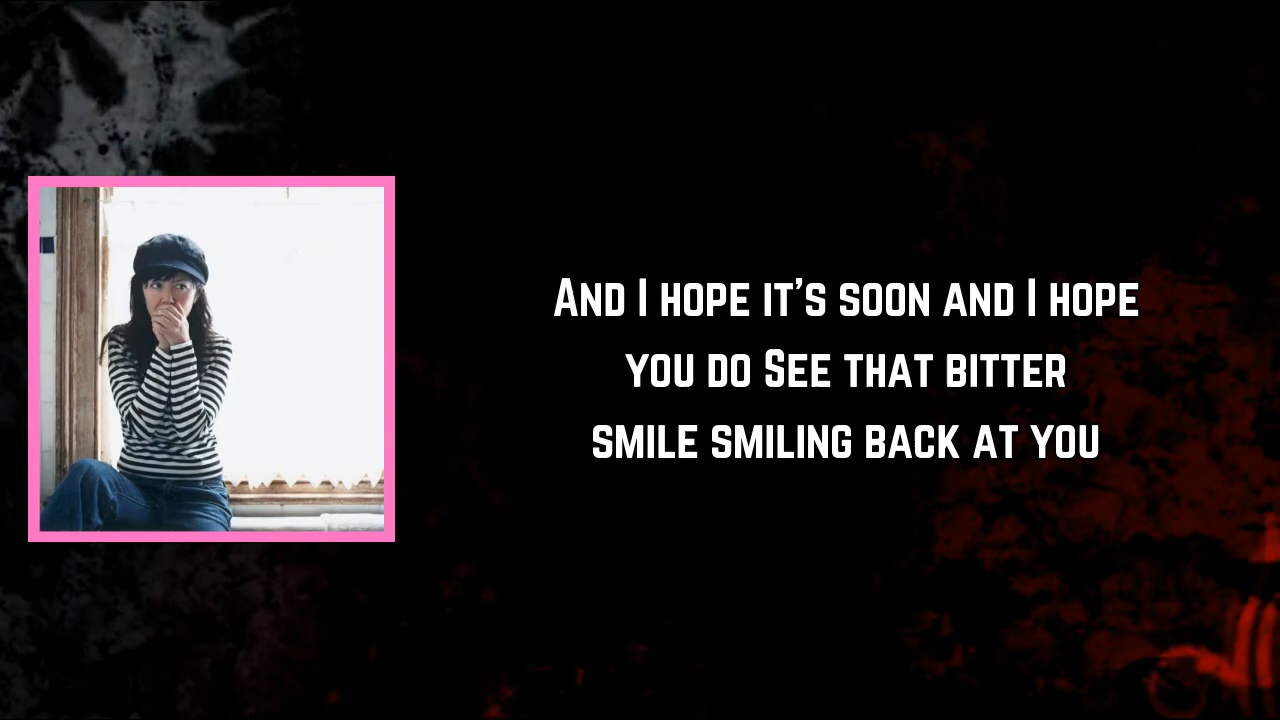 And I hope it's soon and I hope
you do See that bitter
smile smiling back at you